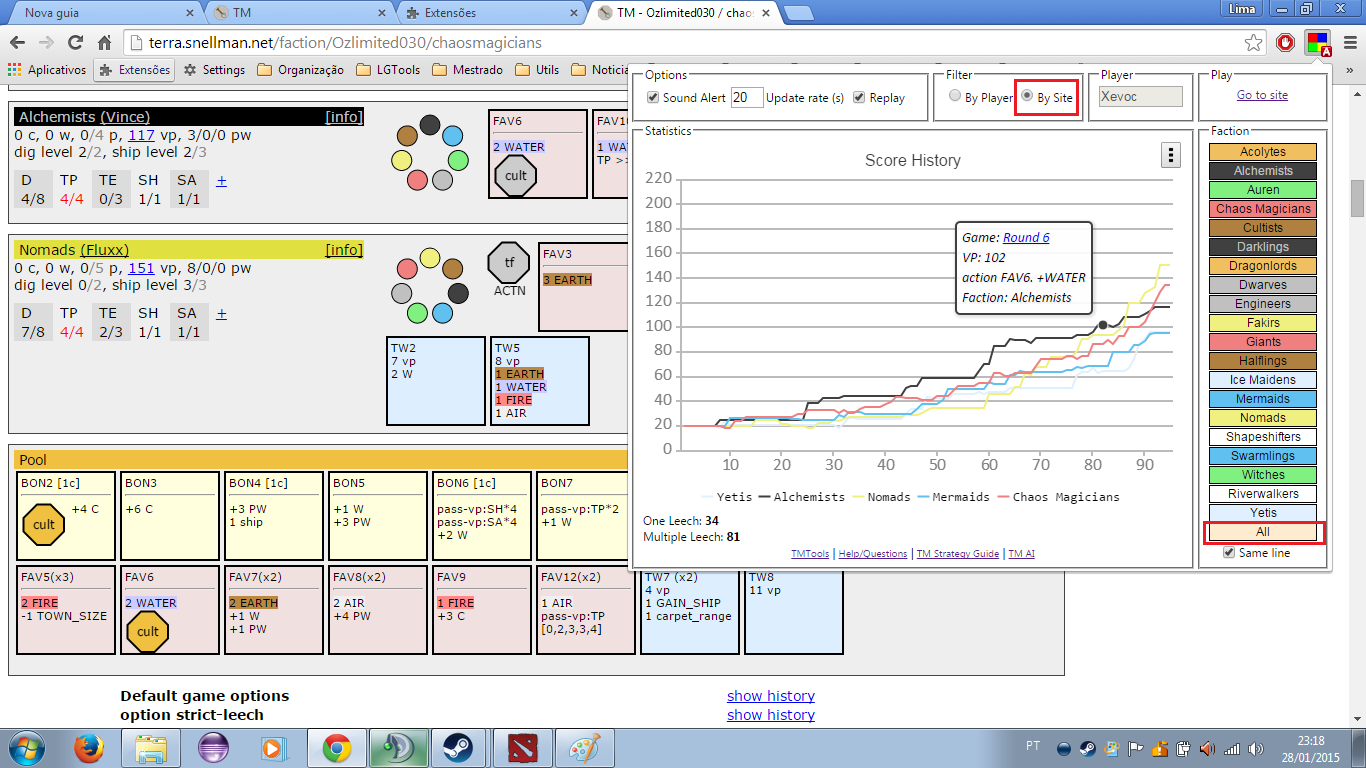 Nova guia
TM
Extensões
TM - Ozlimited030 / chaos
Lima
terra.snellman.net/faction/Ozlimited030/chaosmagicians
Aplicativos
Extensões
Settings
Organização
LGTools
Mestrado
Utils
Noticia
»
Alchemists (Vince) [info]
0 c, 0 w, 0/4 p, 117 vp, 3/0/0 pw
dig level 2/2, ship level 2/3
D TP TE SH SA +
4/8 4/4 0/3 1/1 1/1
FAV6
2 WATER
cult
FAV10
1 WA
TP >>
Nomads (Fluxx) [info]
0 c, 0 w, 0/5 p, 151 vp, 8/0/0 pw
dig level 0/2, ship level 3/3
D TP TE SH SA +
7/8 4/4 2/3 1/1 1/1
tf
ACTN
FAV3
3 EARTH
TW2
7 vp
2 W
TW5
8 vp
1 EARTH
1 WATER
1 FIRE
1 AIR
Pool
BON2 [1c]
cult
+4 C
BON3
+6 C
BON4 [1c]
+3 PW
1 ship
BON5
+1 W
+3 PW
BON6 [1c]
pass-vp:SH*4
pass-vp:SA*4
+2 W
BON7
pass-vp:TP*2
+1 W
FAV5(x3)
2 FIRE
-1 TOWN_SIZE
FAV6
2 WATER
cult
FAV7(x2)
2 EARTH
+1 W
+1 PW
FAV8(x2)
2 AIR
+4 PW
FAV9
1 FIRE
+3 C
FAV12(x2)
1 AIR
pass-vp:TP
[0,2,3,3,4]
TW7 (x2)
4 vp
1 GAIN_SHIP
1 carpet_range
TW8
11 vp
Default game options show history
option strict-leech show history
Options
Sound Alert 20 Update rate (s) Replay
Filter
By Player By Site
Player
Xevoc
Play
Go to site
Statistics
Score History
220
200
180
160
140
120
100
80
60
40
20
0
10 20 30 40 50 60 70 80 90
Game: Round 6
VP: 102
action FAV6. +WATER
Faction: Alchemists
Yetis Alchemists Nomads Mermaids Chaos Magicians
One Leech: 34
Multiple Leech: 81
TMTools | Help/Questions | TM Strategy Guide | TM AI
Faction
Acolytes
Alchemists
Auren
Chaos Magicians
Cultists
Darklings
Dragonlords
Dwarves
Engineers
Fakirs
Giants
Halflings
Ice Maidens
Mermaids
Nomads
Shapeshifters
Swarmlings
Witches
Riverwalkers
Yetis
All
Same line
PT
23:18
28/01/2015